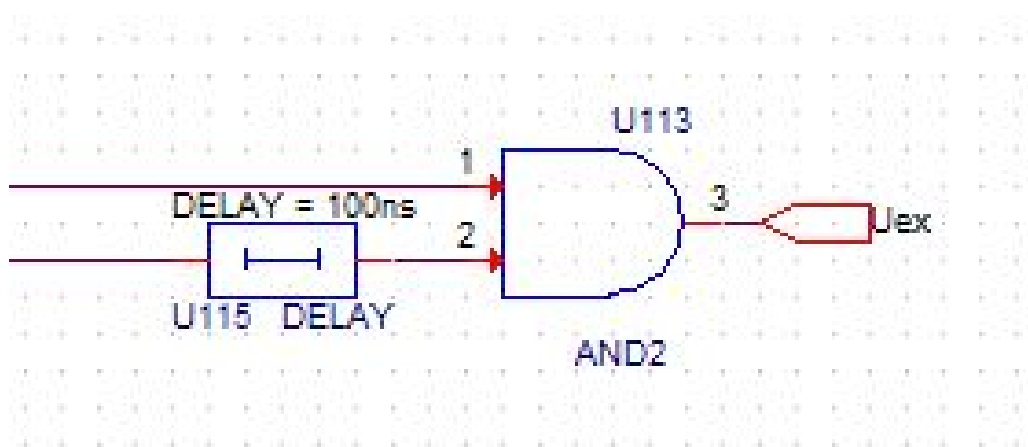 U113
1
DELAY = 100ns
3
Uex
2
U115 DELAY
AND2